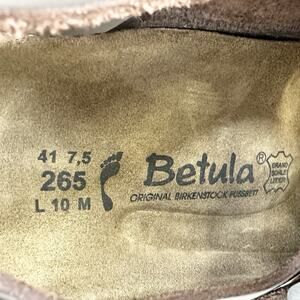 41 7,5
265
L 10 M
Betula®
ORIGINAL BIRKENSTOCK FUSSBETT